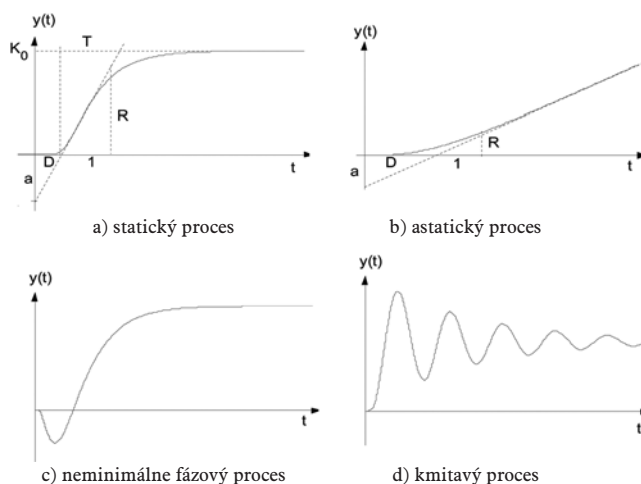 y(t)
K₀
T
R
D
1
t
a
a) statický proces
y(t)
R
D
1
t
b) astatický proces
y(t)
t
c) neminimálne fázový proces
y(t)
t
d) kmitavý proces